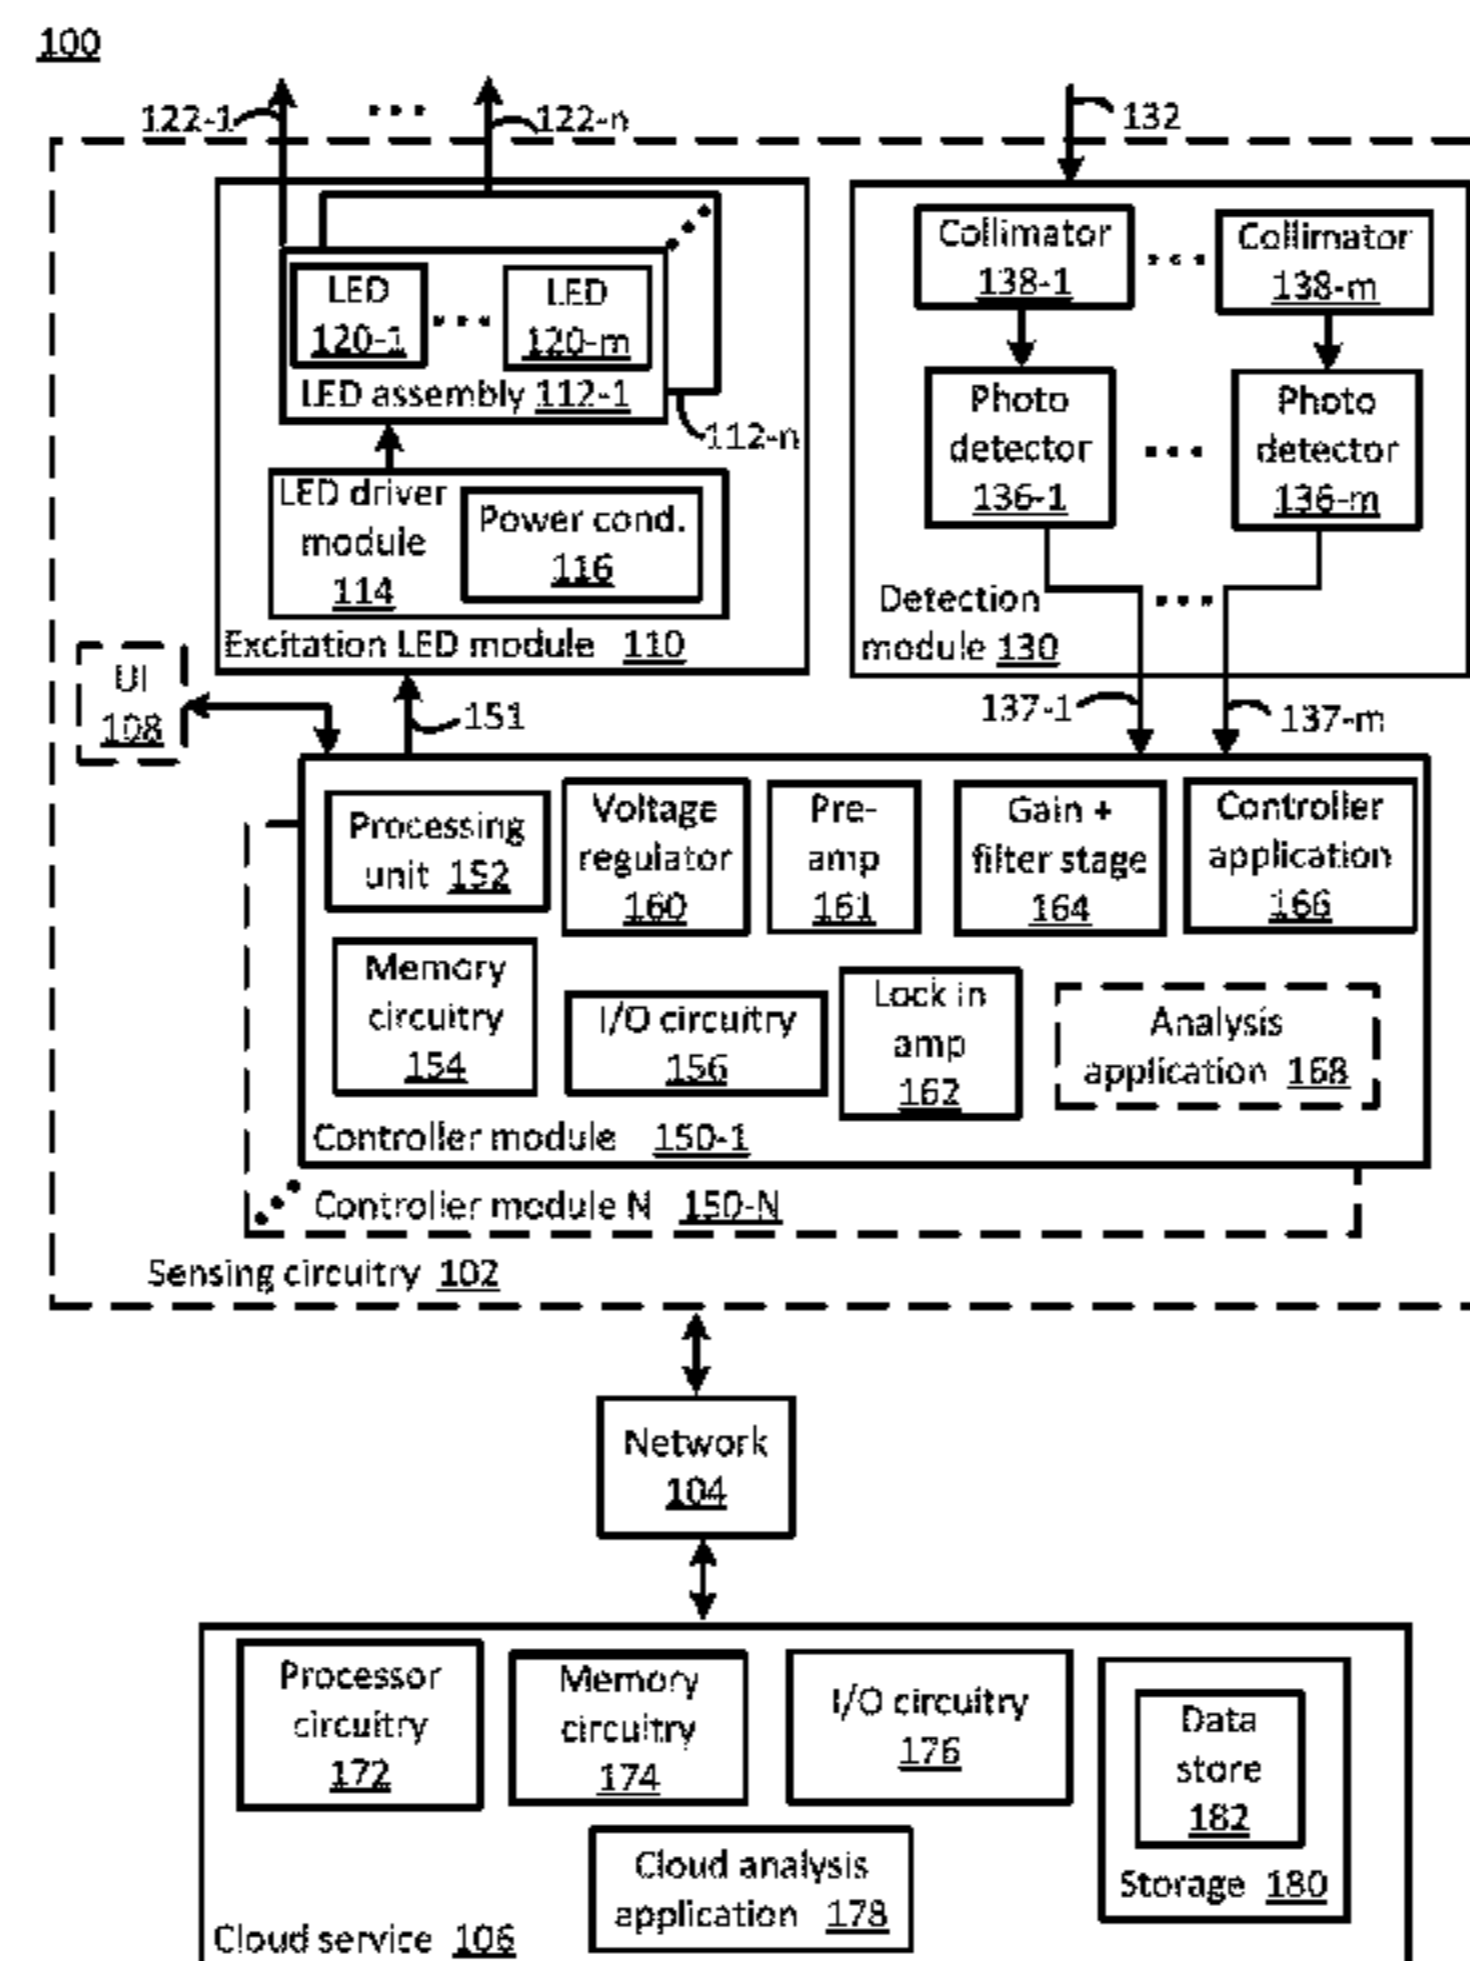 100
122-1
...
122-n
132
LED
120-1
...
LED
120-m
LED assembly 112-1
112-n
LED driver
module
114
Power cond.
116
Excitation LED module 110
Collimator
138-1
...
Collimator
138-m
Photo
detector
136-1
...
Photo
detector
136-m
Detection
module 130
...
UI
108
151
137-1
137-m
Processing
unit 152
Voltage
regulator
160
Pre-
amp
161
Gain +
filter stage
164
Controller
application
166
Memory
circuitry
154
I/O circuitry
156
Lock in
amp
162
Analysis
application 168
Controller module 150-1
Controller module N 150-N
Sensing circuitry 102
Network
104
Processor
circuitry
172
Memory
circuitry
174
I/O circuitry
176
Data
store
182
Storage 180
Cloud analysis
application 178
Cloud service 106